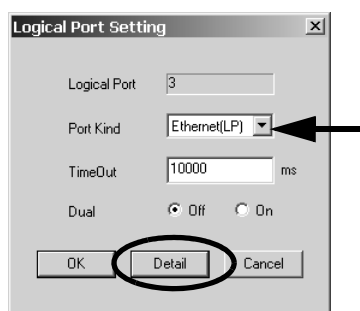 Logical Port Setting
Logical Port 3
Port Kind Ethernet(LP)
TimeOut 10000 ms
Dual Off On
OK Detail Cancel